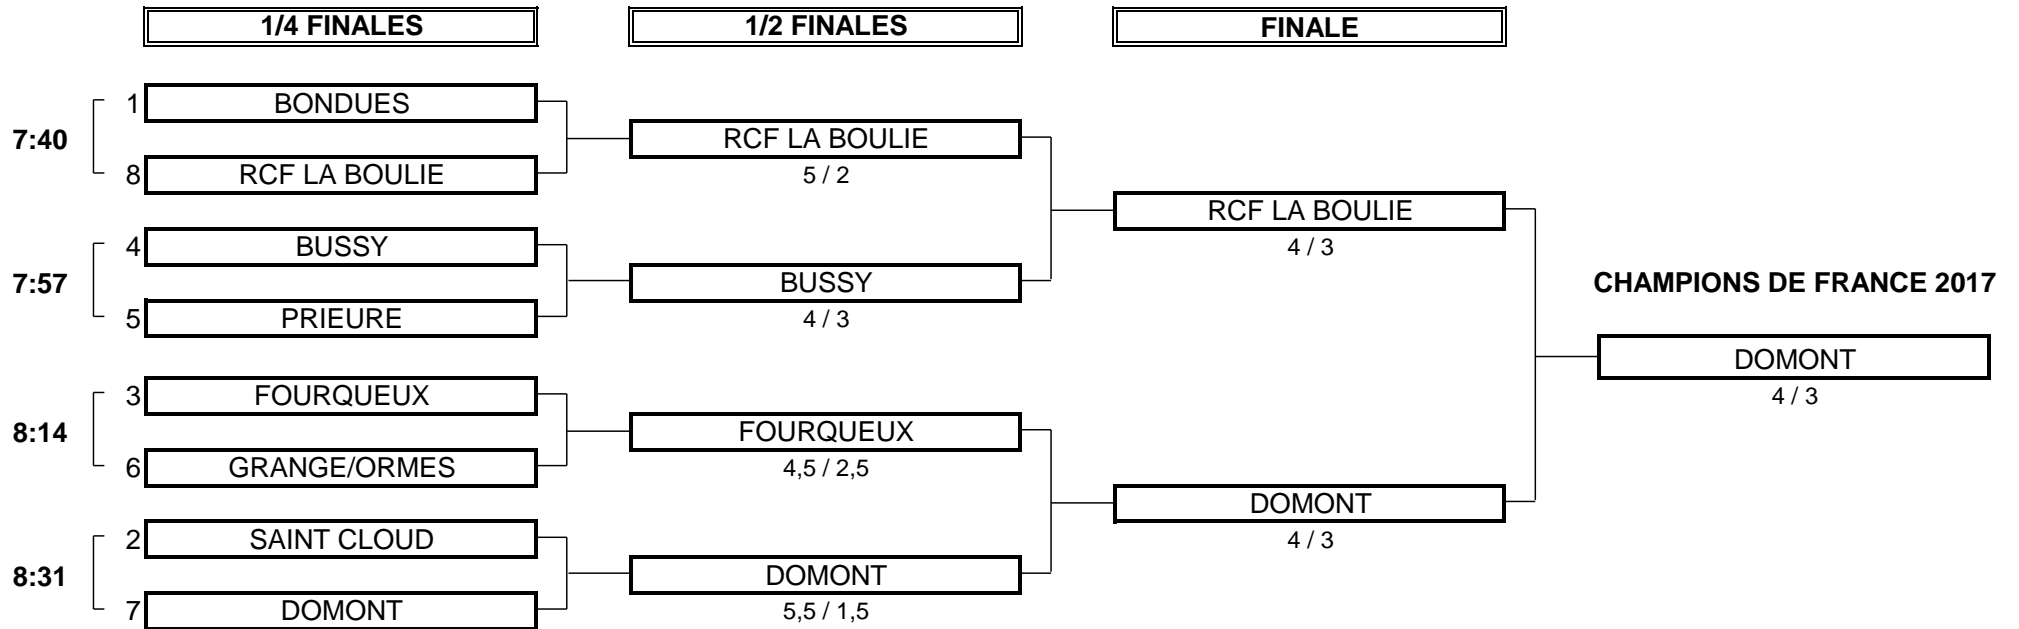 1/4 FINALES
1/2 FINALES
FINALE
1 BONDUES
7:40
RCF LA BOULIE
8 RCF LA BOULIE
5 / 2
RCF LA BOULIE
4 BUSSY
4 / 3
7:57
BUSSY
CHAMPIONS DE FRANCE 2017
5 PRIEURE
4 / 3
DOMONT
3 FOURQUEUX
4 / 3
8:14
FOURQUEUX
6 GRANGE/ORMES
4,5 / 2,5
DOMONT
2 SAINT CLOUD
4 / 3
8:31
DOMONT
7 DOMONT
5,5 / 1,5